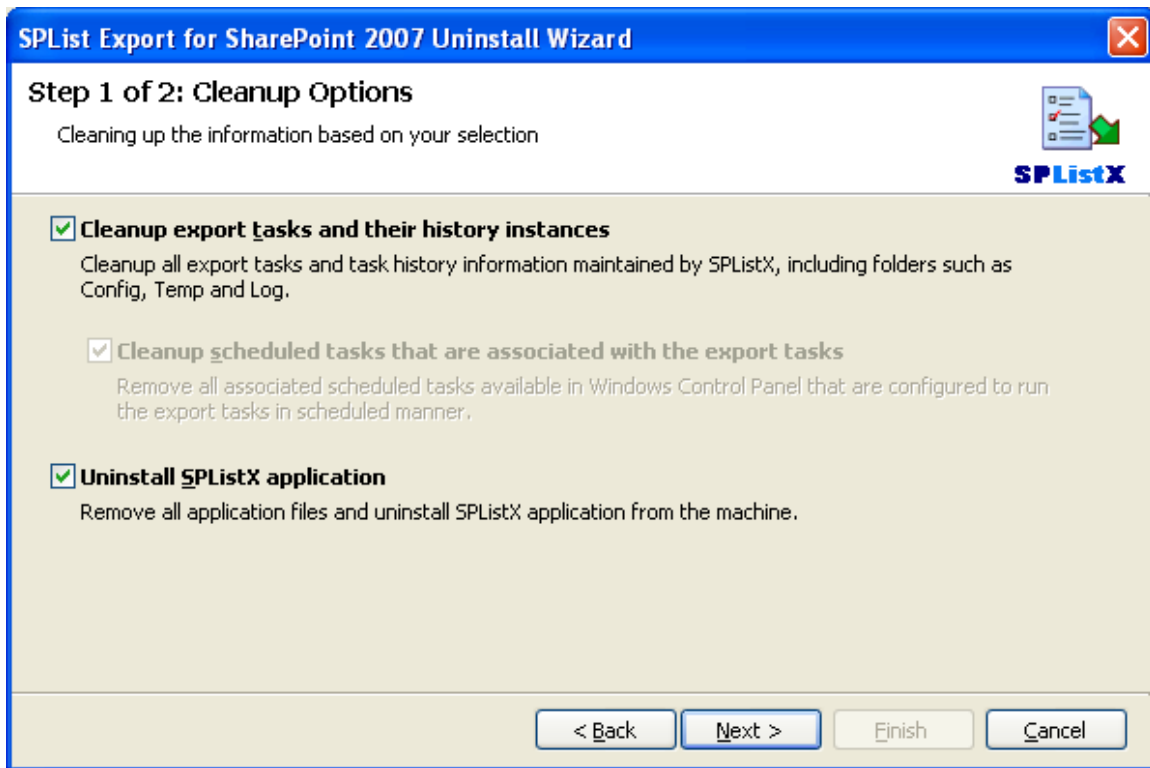 SPList Export for SharePoint 2007 Uninstall Wizard
Step 1 of 2: Cleanup Options
Cleaning up the information based on your selection
SPListX
Cleanup export tasks and their history instances
Cleanup all export tasks and task history information maintained by SPListX, including folders such as
Config, Temp and Log.
Cleanup scheduled tasks that are associated with the export tasks
Remove all associated scheduled tasks available in Windows Control Panel that are configured to run
the export tasks in scheduled manner.
Uninstall SPListX application
Remove all application files and uninstall SPListX application from the machine.
< Back Next > Finish Cancel